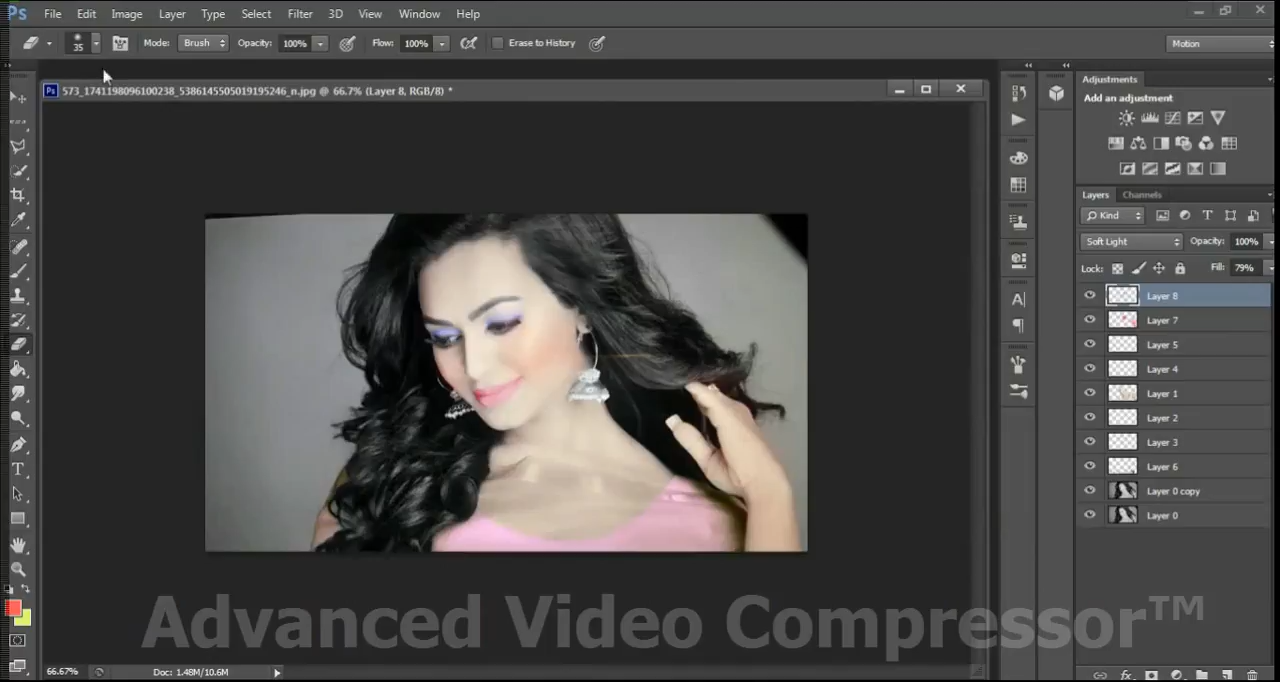 Ps File Edit Image Layer Type Select Filter 3D View Window Help
35 Mode: Brush Opacity: 100% Flow: 100% Erase to History Motion
Ps 573_1741198096100238_5386145505019195246_n.jpg @ 66.7% (Layer 8, RGB/8) *
Adjustments
Add an adjustment
Layers Channels
Kind T
Soft Light Opacity: 100%
Lock: Fill: 79%
Layer 8
Layer 7
Layer 5
Layer 4
Layer 1
Layer 2
Layer 3
Layer 6
Layer 0 copy
Layer 0
A
T
Advanced Video Compressor™
66.67% Doc: 1.48M/10.6M
fx